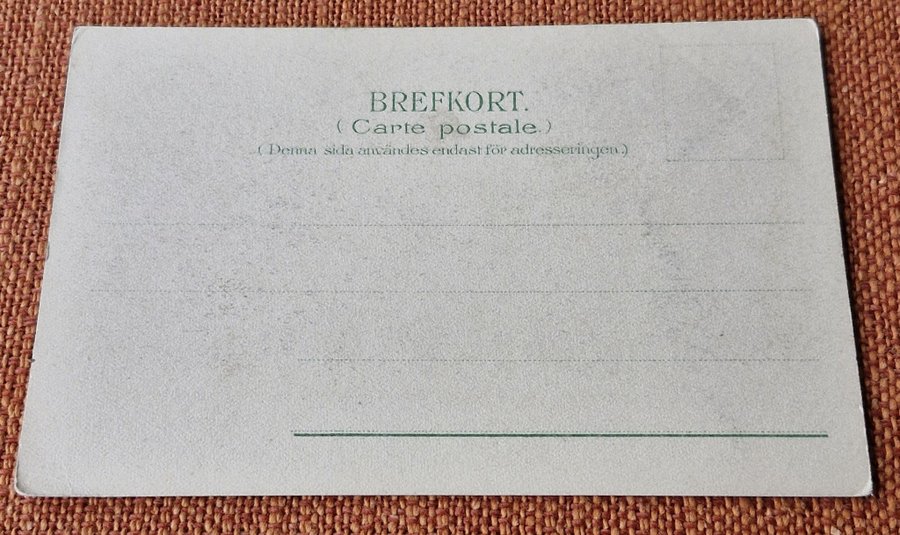 BREFKORT.
(Carte postale.)
(Denna sida användes endast för adresseringen.)